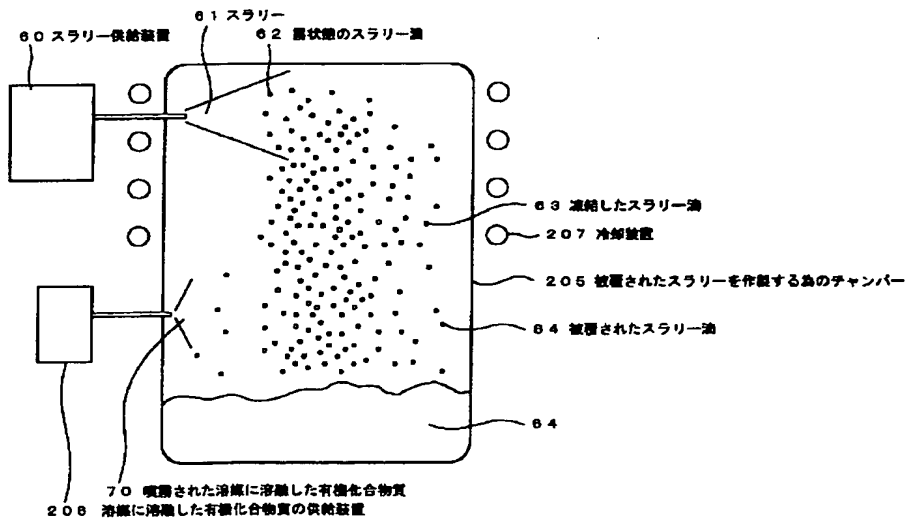 61 スラリー
60 スラリー供給装置
62 霧状態のスラリー滴
63 凍結したスラリー滴
207 冷却装置
205 被覆されたスラリーを作製する為のチャンバー
64 被覆されたスラリー滴
64
70 噴霧された溶媒に溶融した有機化合物質
206 溶媒に溶融した有機化合物質の供給装置